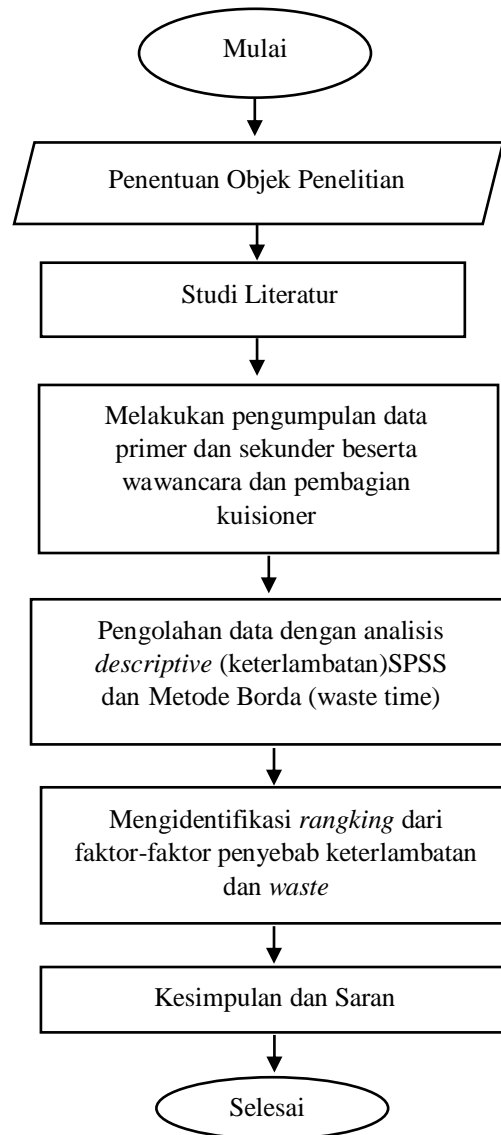 Mulai
Penentuan Objek Penelitian
Studi Literatur
Melakukan pengumpulan data
primer dan sekunder beserta
wawancara dan pembagian
kuisioner
Pengolahan data dengan analisis
descriptive (keterlambatan)SPSS
dan Metode Borda (waste time)
Mengidentifikasi rangking dari
faktor-faktor penyebab keterlambatan
dan waste
Kesimpulan dan Saran
Selesai